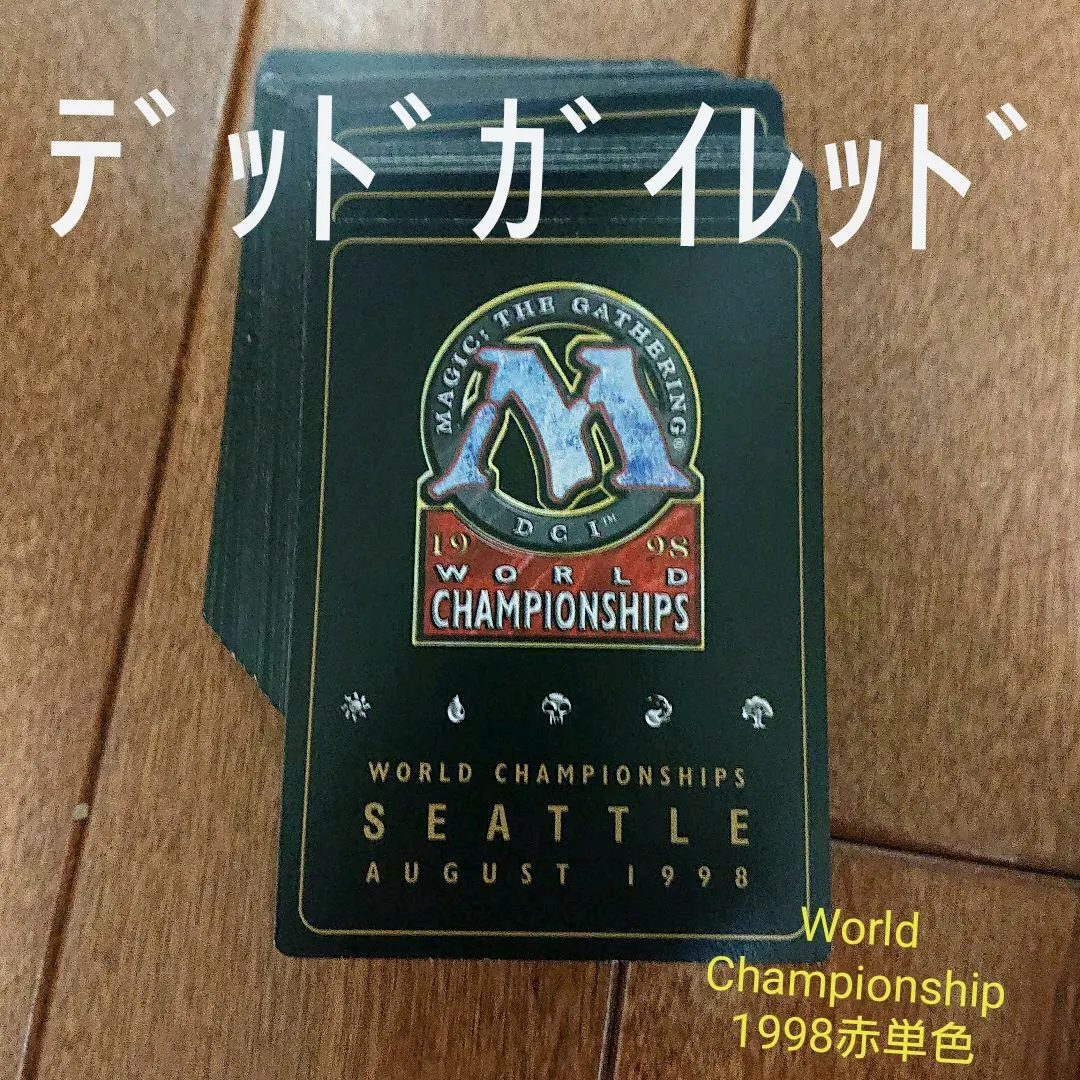 ﾃﾞｯﾄﾞｶﾞｲﾚｯﾄﾞ
MAGIC: THE GATHERING®
M
DCI™
19 98
WORLD
CHAMPIONSHIPS
WORLD CHAMPIONSHIPS
SEATTLE
AUGUST 1998
World
Championship
1998赤単色